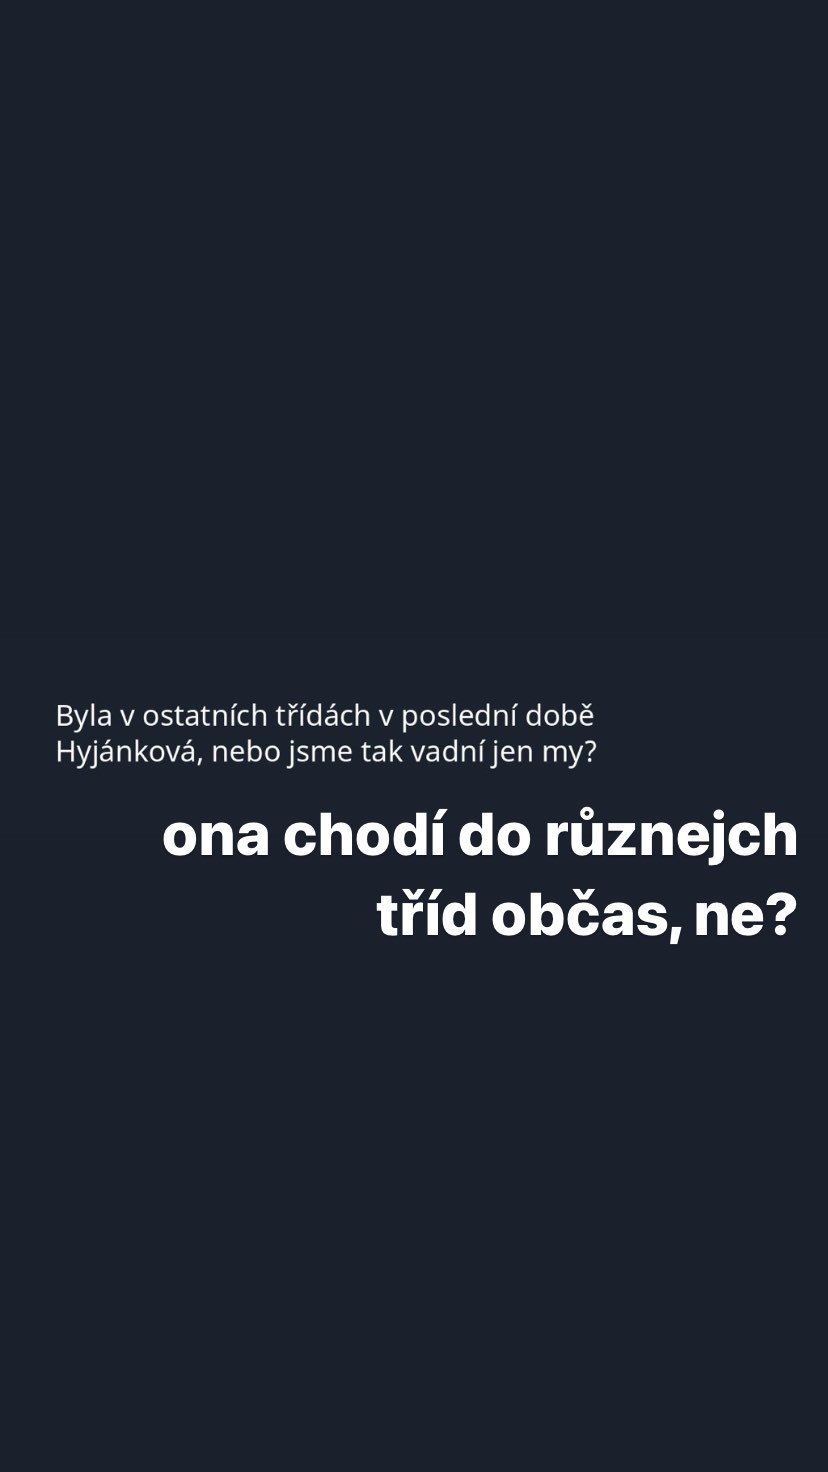 Byla v ostatních třídách v poslední době
Hyjánková, nebo jsme tak vadní jen my?
ona chodí do různejch
tříd občas, ne?